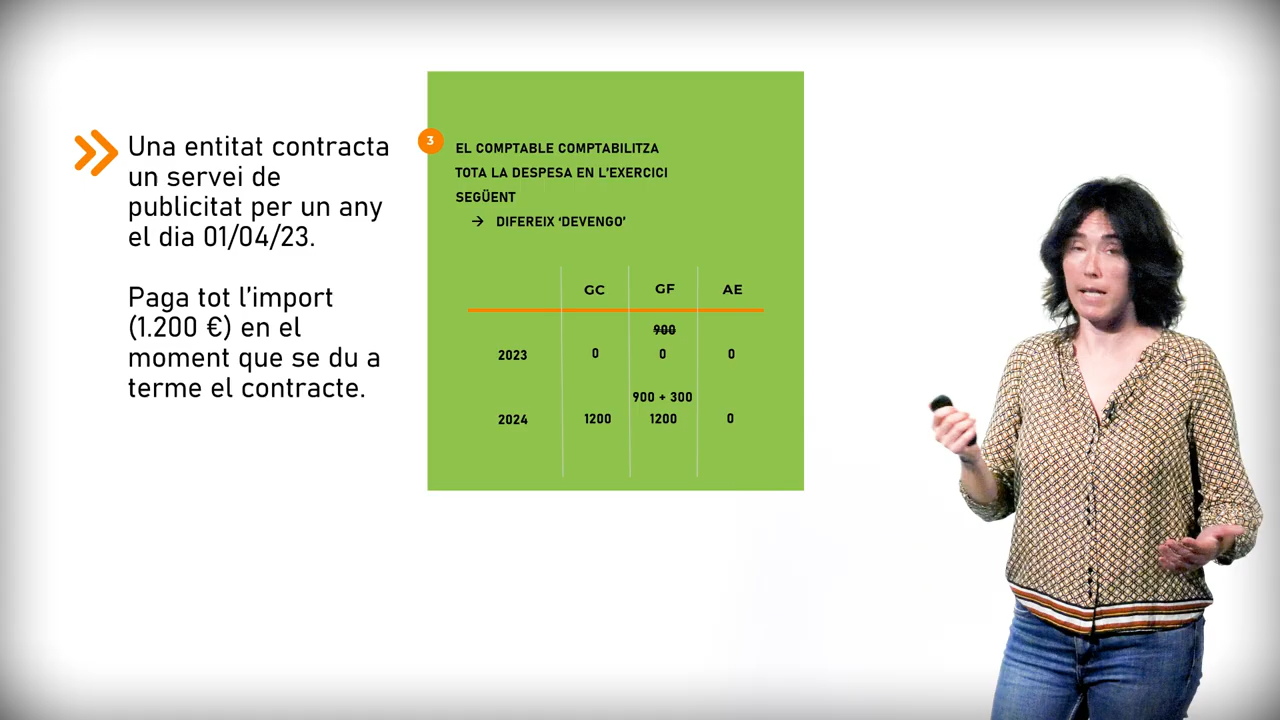 Una entitat contracta
un servei de
publicitat per un any
el dia 01/04/23.
Paga tot l’import
(1.200 €) en el
moment que se du a
terme el contracte.
3
EL COMPTABLE COMPTABILITZA
TOTA LA DESPESA EN L’EXERCICI
SEGÜENT
→ DIFEREIX ‘DEVENGO’
GC GF AE
900
2023 0 0 0
900 + 300
2024 1200 1200 0